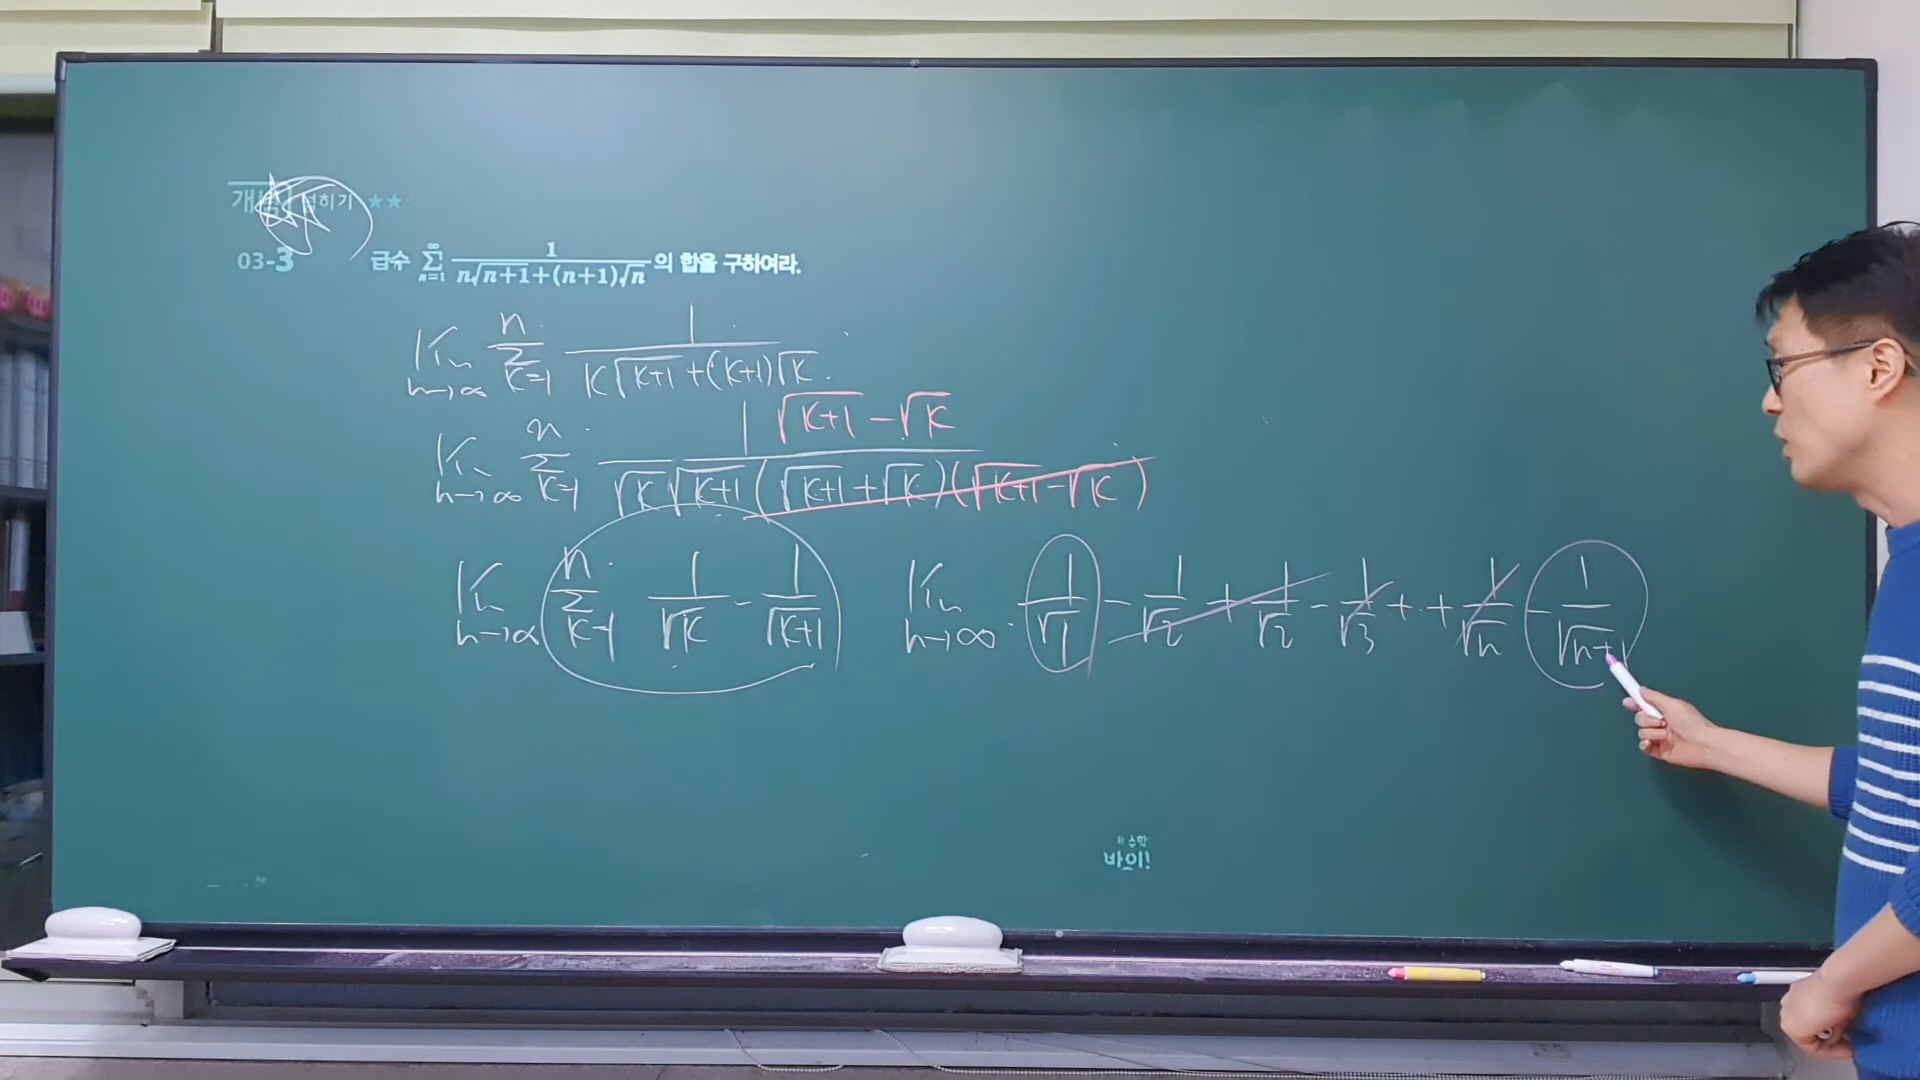 개념 넓히기 ★★☆
03-3 급수 ∑_{n=1}^{∞} 1/(n√(n+1)+(n+1)√n) 의 합을 구하여라.
lim_{n→∞} ∑_{k=1}^{n} 1/(k√(k+1)+(k+1)√k)
lim_{n→∞} ∑_{k=1}^{n} 1 √(k+1)-√k/(√k√(k+1)(√(k+1)+√k)(√(k+1)-√k))
lim_{n→∞} ∑_{k=1}^{n} 1/√k - 1/√(k+1) lim_{n→∞} 1/√1 - 1/√2 + 1/√2 - 1/√3 + ‥ + 1/√n - 1/√(n+1)
수학
바이!